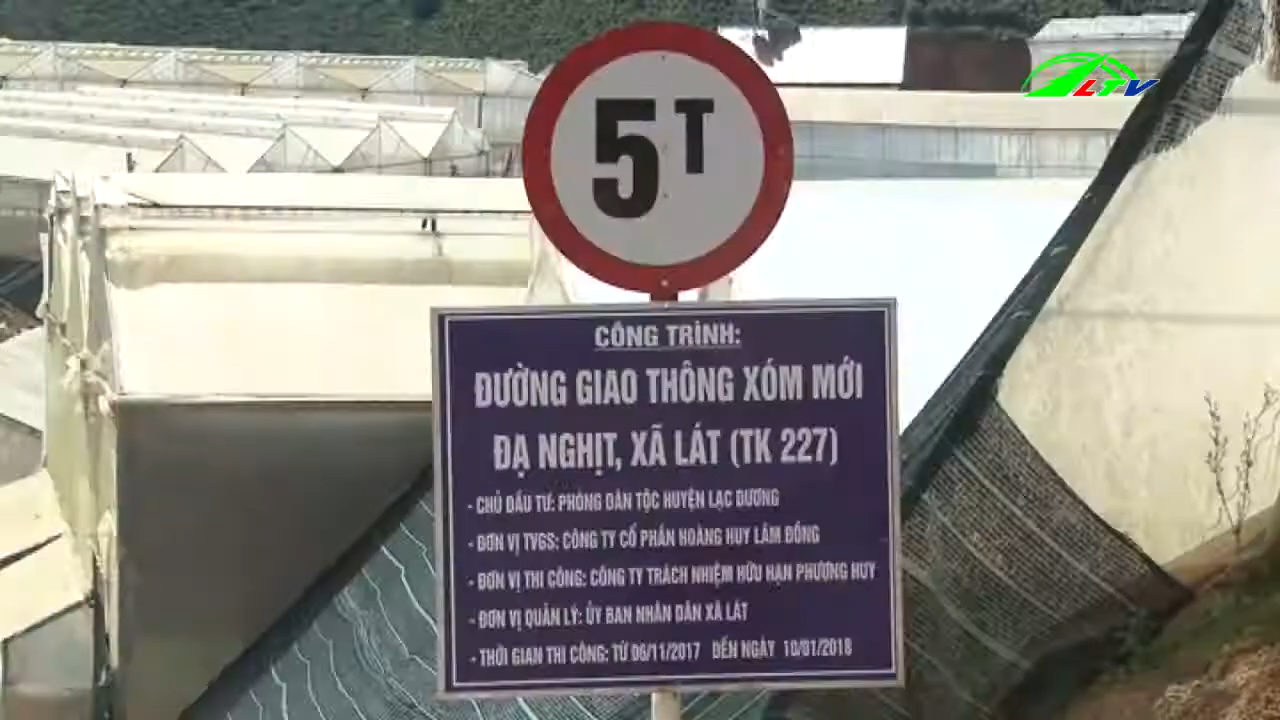 LTV
5T
CÔNG TRÌNH:
ĐƯỜNG GIAO THÔNG XÓM MỚI
ĐẠ NGHỊT, XÃ LÁT (TK 227)
- CHỦ ĐẦU TƯ: PHÒNG DÂN TỘC HUYỆN LẠC DƯƠNG
- ĐƠN VỊ TVGS: CÔNG TY CỔ PHẦN HOÀNG HUY LÂM ĐỒNG
- ĐƠN VỊ THI CÔNG: CÔNG TY TRÁCH NHIỆM HỮU HẠN PHƯƠNG HUY
- ĐƠN VỊ QUẢN LÝ: ỦY BAN NHÂN DÂN XÃ LÁT
- THỜI GIAN THI CÔNG: TỪ 06/11/2017 ĐẾN NGÀY 10/01/2018